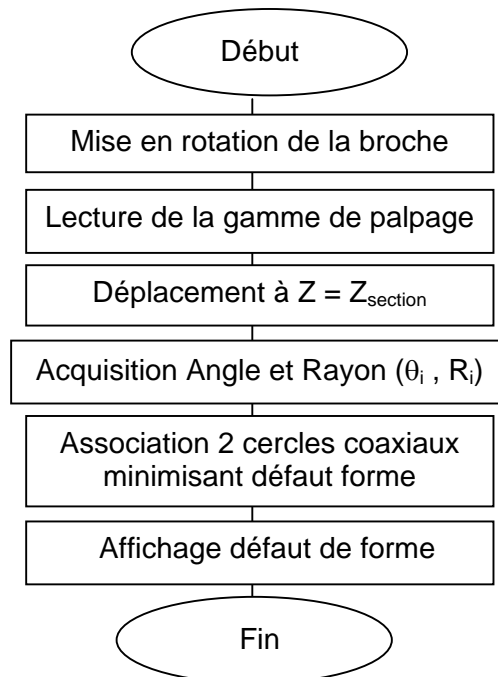 Début
Mise en rotation de la broche
Lecture de la gamme de palpage
Déplacement à Z = Zsection
Acquisition Angle et Rayon (θi , Ri)
Association 2 cercles coaxiaux
minimisant défaut forme
Affichage défaut de forme
Fin